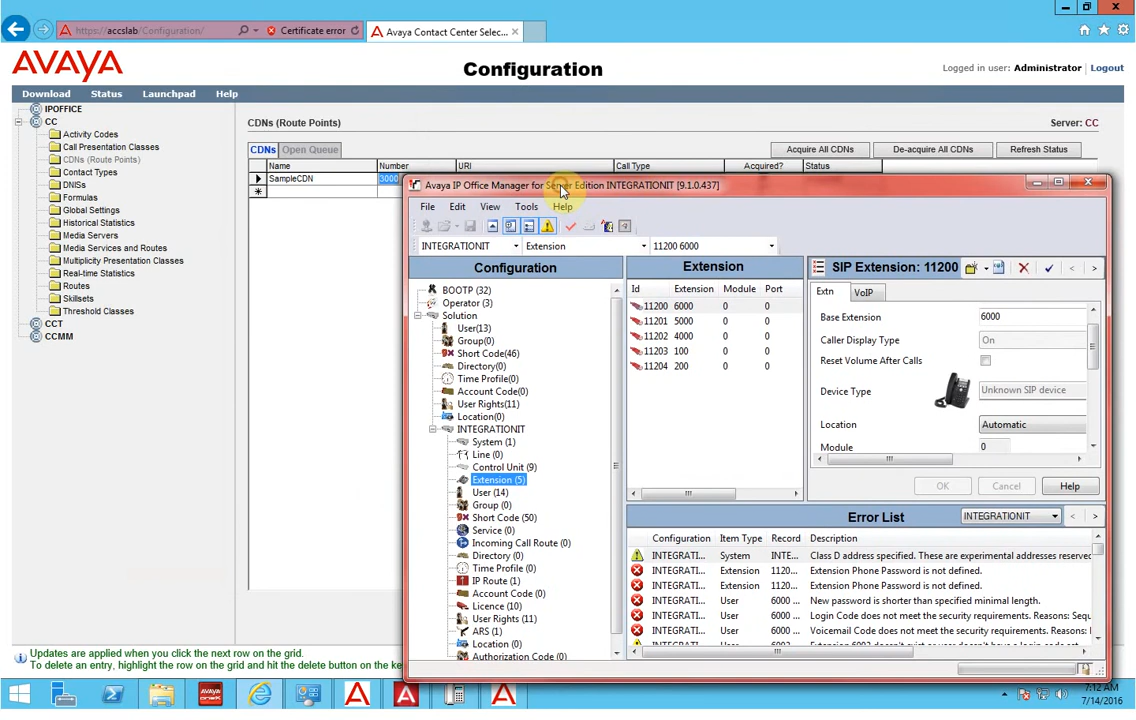 https://accslab/Configuration/
Certificate error
Avaya Contact Center Selec...
AVAYA
Configuration
Logged in user: Administrator | Logout
Download Status Launchpad Help
IPOFFICE
CC
Activity Codes
Call Presentation Classes
CDNs (Route Points)
Contact Types
DNISs
Formulas
Global Settings
Historical Statistics
Media Servers
Media Services and Routes
Multiplicity Presentation Classes
Real-time Statistics
Routes
Skillsets
Threshold Classes
CCT
CCMM
CDNs (Route Points) Server: CC
CDNs Open Queue Acquire All CDNs De-acquire All CDNs Refresh Status
Name Number URI Call Type Acquired? Status
SampleCDN 3000
Avaya IP Office Manager for Server Edition INTEGRATIONIT [9.1.0.437]
File Edit View Tools Help
INTEGRATIONIT Extension 11200 6000
Configuration
BOOTP (32)
Operator (3)
Solution
User(13)
Group(0)
Short Code(46)
Directory(0)
Time Profile(0)
Account Code(0)
User Rights(11)
Location(0)
INTEGRATIONIT
System (1)
Line (0)
Control Unit (9)
Extension (5)
User (14)
Group (0)
Short Code (50)
Service (0)
Incoming Call Route (0)
Directory (0)
Time Profile (0)
IP Route (1)
Account Code (0)
Licence (10)
User Rights (11)
ARS (1)
Location (0)
Authorization Code (0)
Extension
Id Extension Module Port
11200 6000 0 0
11201 5000 0 0
11202 4000 0 0
11203 100 0 0
11204 200 0 0
SIP Extension: 11200
Extn VoIP
Base Extension 6000
Caller Display Type On
Reset Volume After Calls
Device Type Unknown SIP device
Location Automatic
Module 0
OK Cancel Help
Error List INTEGRATIONIT
Configuration Item Type Record Description
INTEGRATI... System INTE... Class D address specified. These are experimental addresses reserved
INTEGRATI... Extension 1120... Extension Phone Password is not defined.
INTEGRATI... Extension 1120... Extension Phone Password is not defined.
INTEGRATI... User 6000 ... New password is shorter than specified minimal length.
INTEGRATI... User 6000 ... Login Code does not meet the security requirements. Reasons: Sequ
INTEGRATI... User 6000 ... Voicemail Code does not meet the security requirements. Reasons:
Updates are applied when you click the next row on the grid.
To delete an entry, highlight the row on the grid and hit the delete button on the ke
7:12 AM
7/14/2016